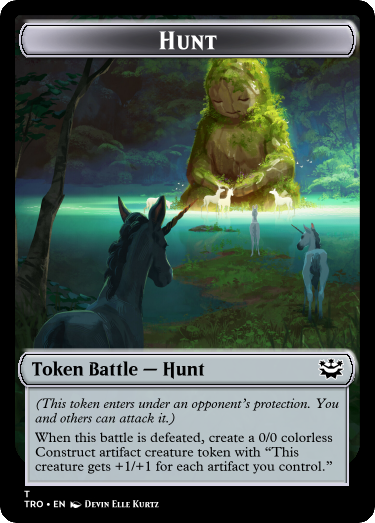 Hunt
Token Battle — Hunt
(This token enters under an opponent's protection. You
and others can attack it.)
When this battle is defeated, create a 0/0 colorless
Construct artifact creature token with “This
creature gets +1/+1 for each artifact you control.”
T
TRO • EN Devin Elle Kurtz